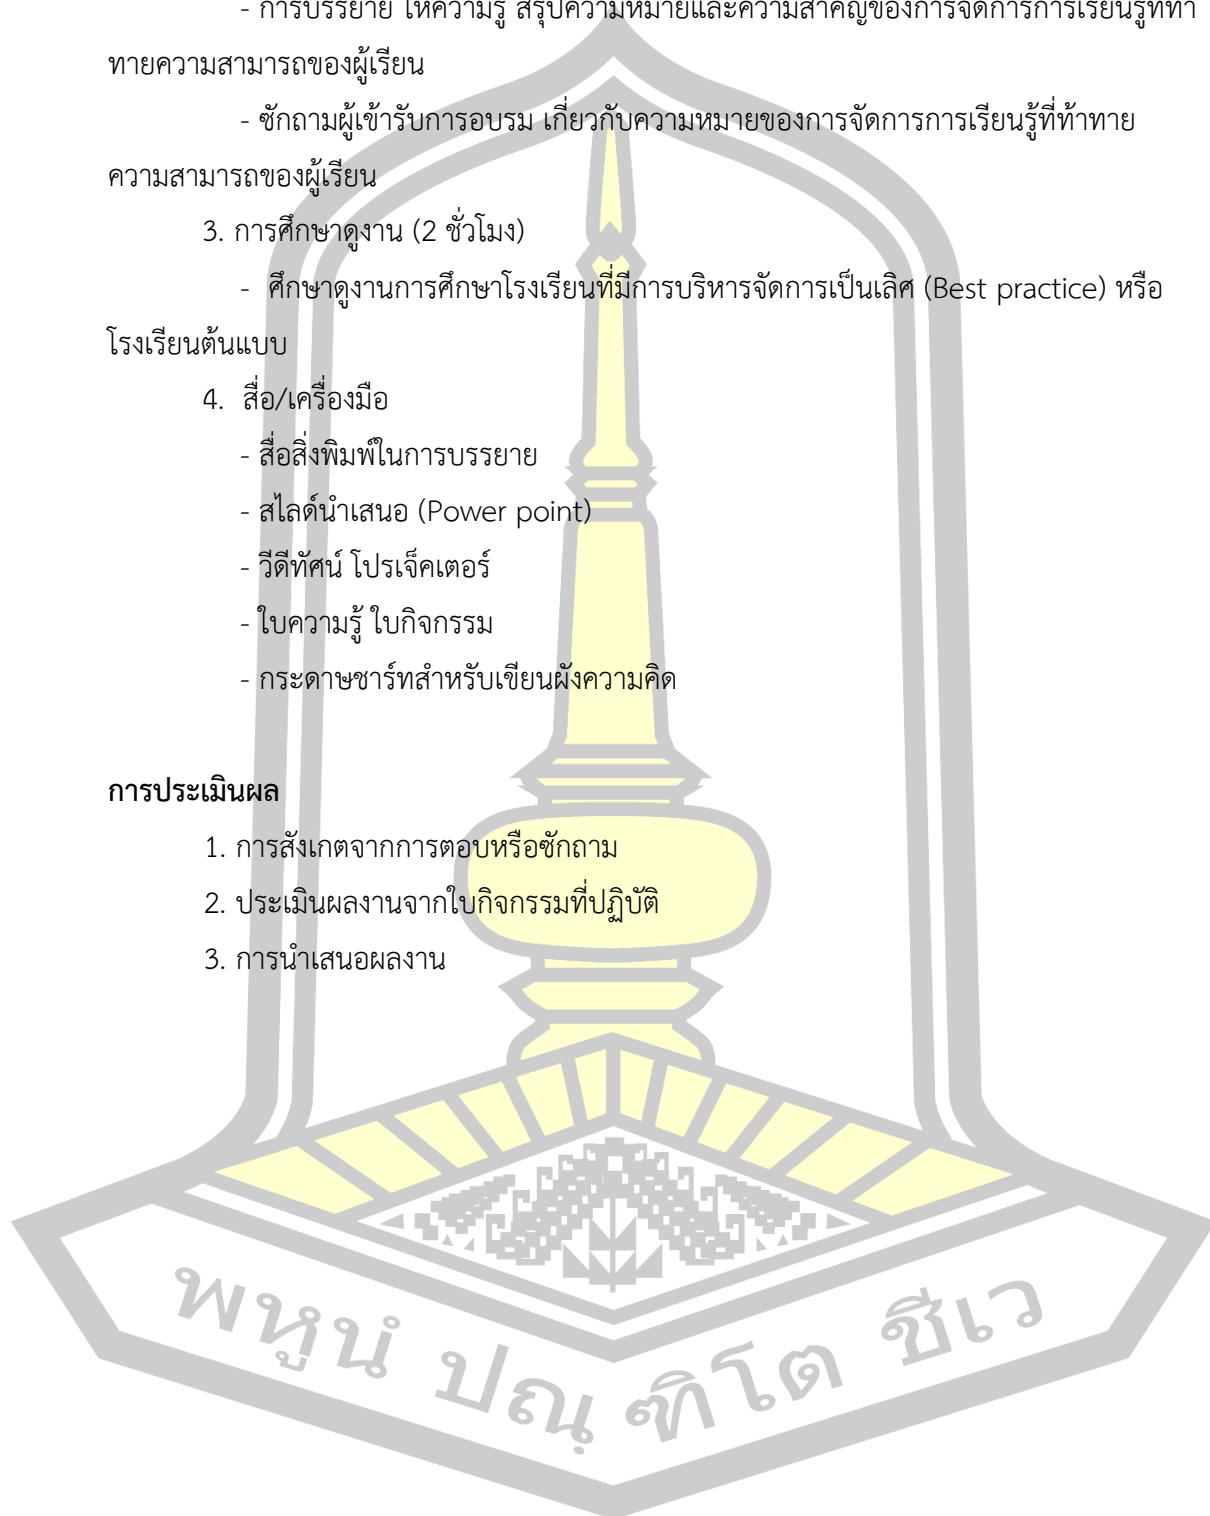 - การบรรยาย ให้ความรู้ สรุปความหมายและความสำคัญของการจัดการการเรียนรู้ที่ท้า
ทายความสามารถของผู้เรียน
- ซักถามผู้เข้ารับการอบรม เกี่ยวกับความหมายของการจัดการการเรียนรู้ที่ท้าทาย
ความสามารถของผู้เรียน
3. การศึกษาดูงาน (2 ชั่วโมง)
- ศึกษาดูงานการศึกษาโรงเรียนที่มีการบริหารจัดการเป็นเลิศ (Best practice) หรือ
โรงเรียนต้นแบบ
4. สื่อ/เครื่องมือ
- สื่อสิ่งพิมพ์ในการบรรยาย
- สไลด์นำเสนอ (Power point)
- วีดีทัศน์ โปรเจ็คเตอร์
- ใบความรู้ ใบกิจกรรม
- กระดาษชาร์ทสำหรับเขียนผังความคิด
การประเมินผล
1. การสังเกตจากการตอบหรือซักถาม
2. ประเมินผลงานจากใบกิจกรรมที่ปฏิบัติ
3. การนำเสนอผลงาน
พหูนํ ปณฺฑิโต ชีเว